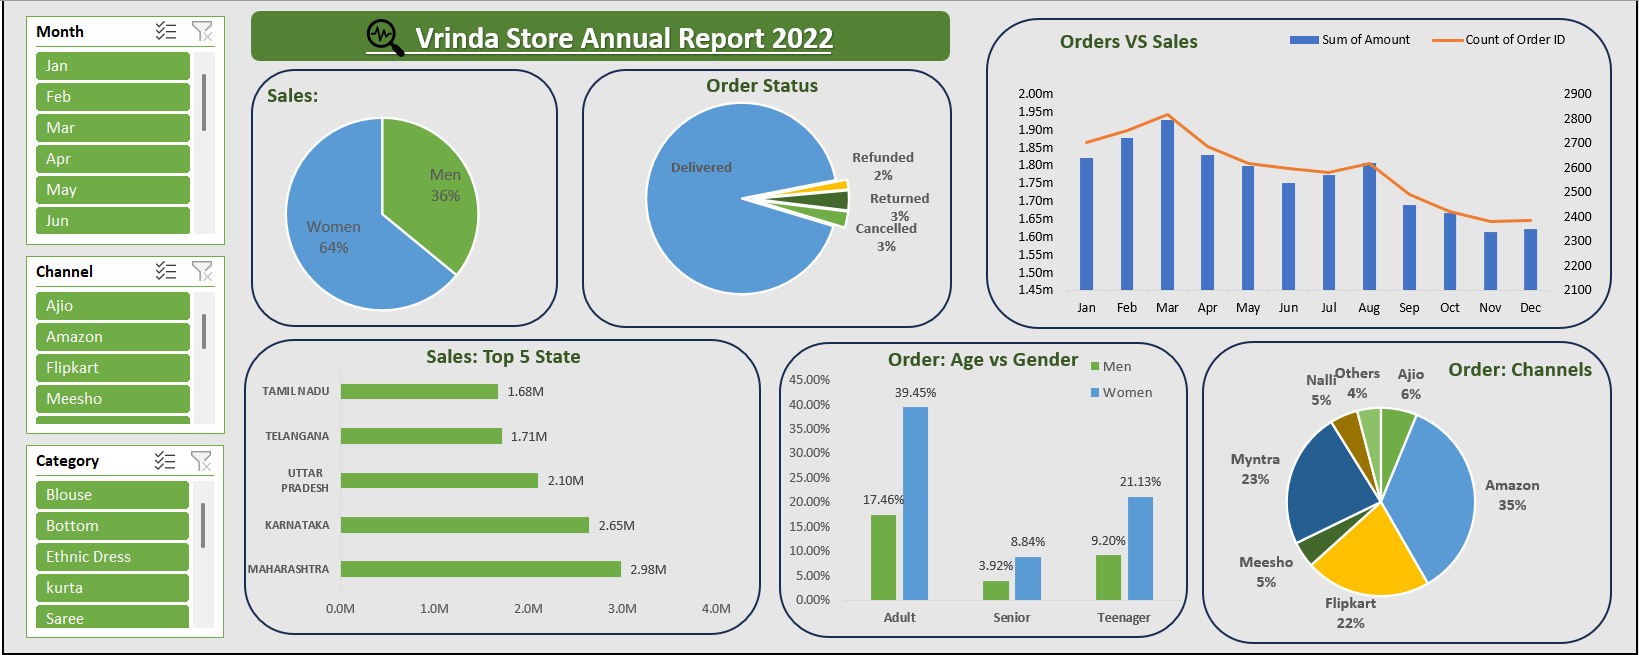 Month
Jan
Feb
Mar
Apr
May
Jun
Channel
Ajio
Amazon
Flipkart
Meesho
Category
Blouse
Bottom
Ethnic Dress
kurta
Saree
Vrinda Store Annual Report 2022
Sales:
Men
36%
Women
64%
Order Status
Delivered
Refunded
2%
Returned
3%
Cancelled
3%
Orders VS Sales
Sum of Amount
Count of Order ID
2.00m
1.95m
1.90m
1.85m
1.80m
1.75m
1.70m
1.65m
1.60m
1.55m
1.50m
1.45m
2900
2800
2700
2600
2500
2400
2300
2200
2100
Jan Feb Mar Apr May Jun Jul Aug Sep Oct Nov Dec
Sales: Top 5 State
TAMIL NADU 1.68M
TELANGANA 1.71M
UTTAR
PRADESH 2.10M
KARNATAKA 2.65M
MAHARASHTRA 2.98M
0.0M 1.0M 2.0M 3.0M 4.0M
Order: Age vs Gender
Men
Women
45.00%
40.00%
35.00%
30.00%
25.00%
20.00%
15.00%
10.00%
5.00%
0.00%
17.46%
39.45%
3.92%
8.84%
9.20%
21.13%
Adult Senior Teenager
Order: Channels
Nalli
5%
Others
4%
Ajio
6%
Myntra
23%
Amazon
35%
Meesho
5%
Flipkart
22%